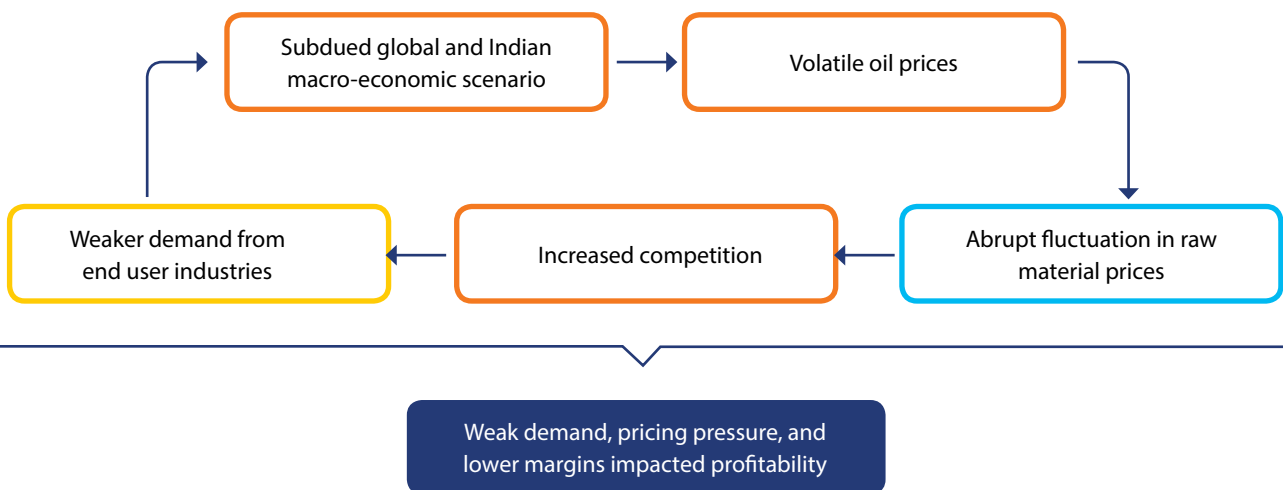 Subdued global and Indian
macro-economic scenario
Volatile oil prices
Weaker demand from
end user industries
Increased competition
Abrupt fluctuation in raw
material prices
Weak demand, pricing pressure, and
lower margins impacted profitability